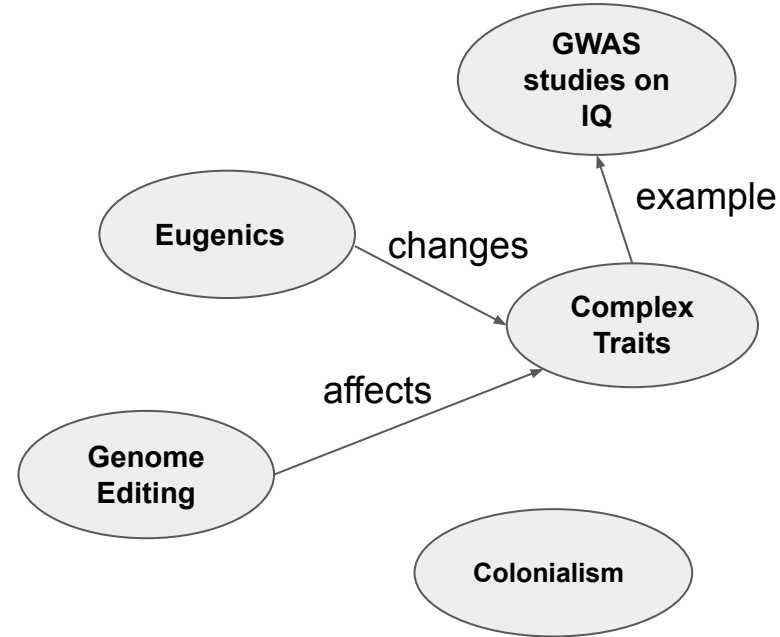 GWAS
studies on
IQ
example
Eugenics
changes
Complex
Traits
affects
Genome
Editing
Colonialism